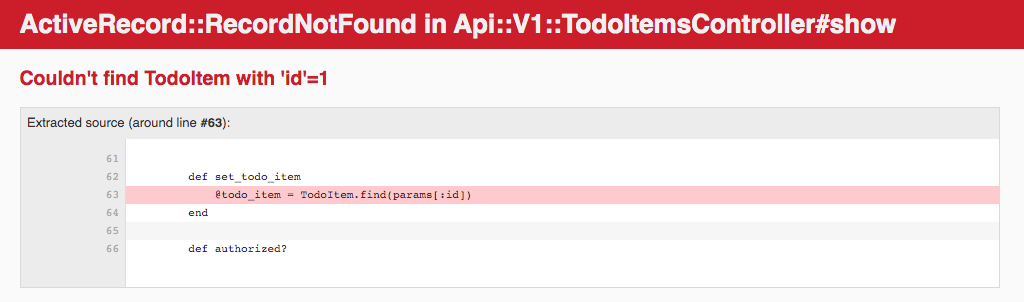 ActiveRecord::RecordNotFound in Api::V1::TodoItemsController#show
Couldn't find TodoItem with 'id'=1
Extracted source (around line #63):
61
62 def set_todo_item
63 @todo_item = TodoItem.find(params[:id])
64 end
65
66 def authorized?